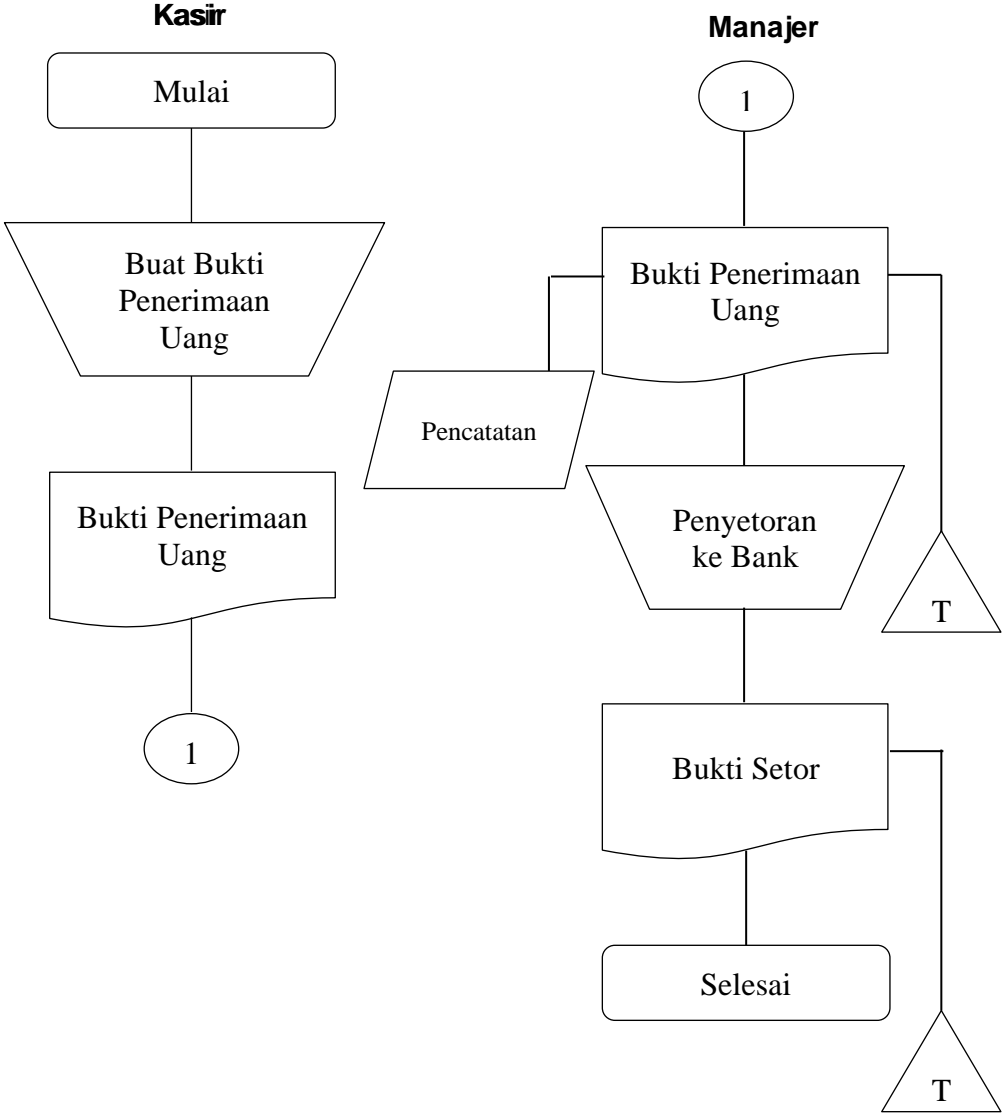 Kasir
Mulai
Buat Bukti
Penerimaan
Uang
Bukti Penerimaan
Uang
1
Manajer
1
Bukti Penerimaan
Uang
Pencatatan
Penyetoran
ke Bank
T
Bukti Setor
Selesai
T